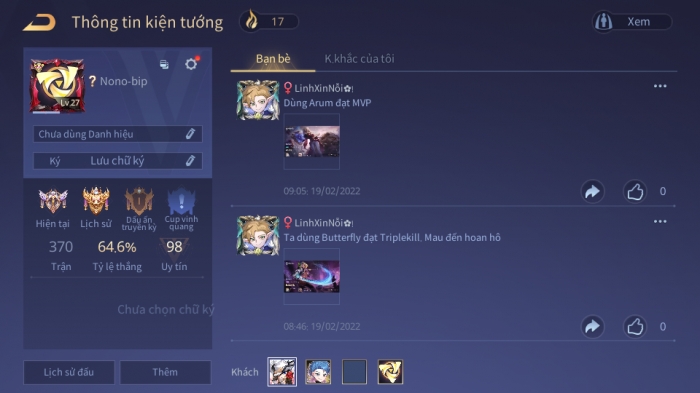 Thông tin kiện tướng
17
Xem
Bạn bè
K.khắc của tôi
? Nono-bip
Lv.27
Chưa dùng Danh hiệu
Ký Lưu chữ ký
Hiện tại
Lịch sử
Dấu ấn truyền kỳ
Cup vinh quang
370
64.6%
98
Trận
Tỷ lệ thắng
Uy tín
Chưa chọn chữ ký
Lịch sử đấu
Thêm
LinhXinNỗi✿!
Dùng Arum đạt MVP
09:05: 19/02/2022
0
LinhXinNỗi✿!
Ta dùng Butterfly đạt Triplekill. Mau đến hoan hô
08:46: 19/02/2022
0
Khách